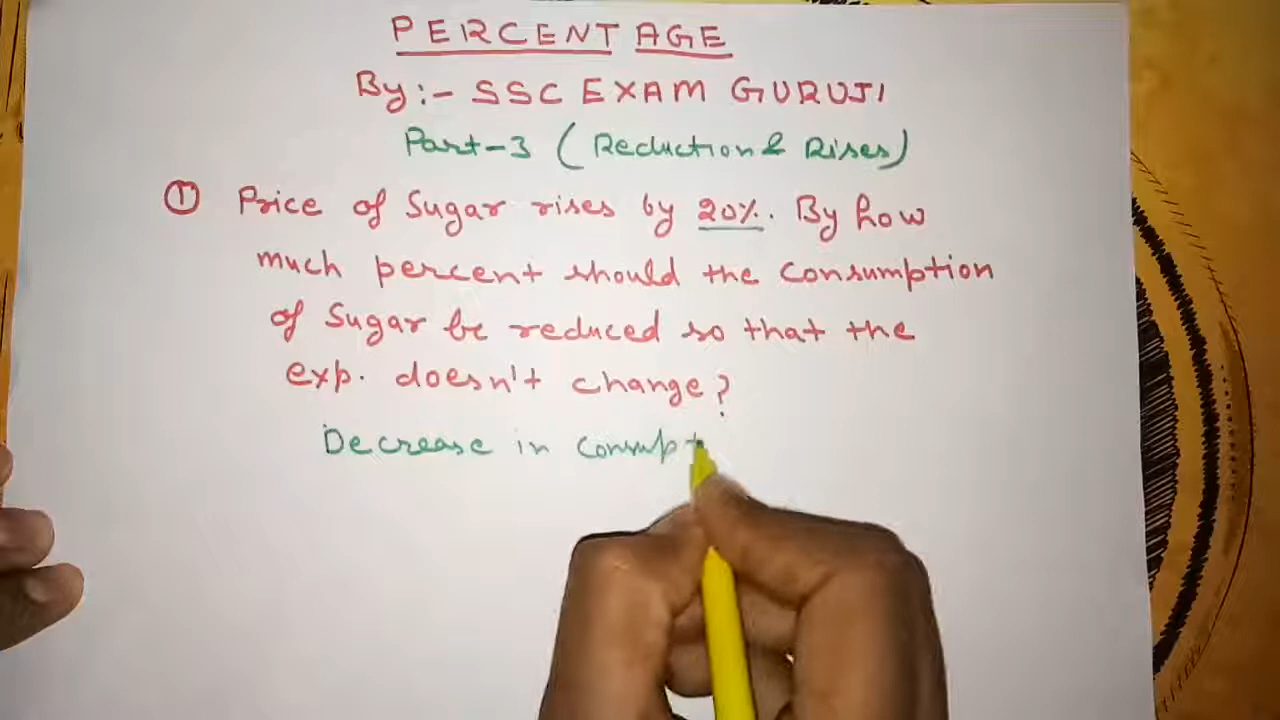 PERCENTAGE
By:- SSC EXAM GURUJI
Part-3 (Reduction & Rises)
① Price of Sugar rises by 20%. By how
much percent should the consumption
of Sugar be reduced so that the
exp. doesn't change?
Decrease in consupt